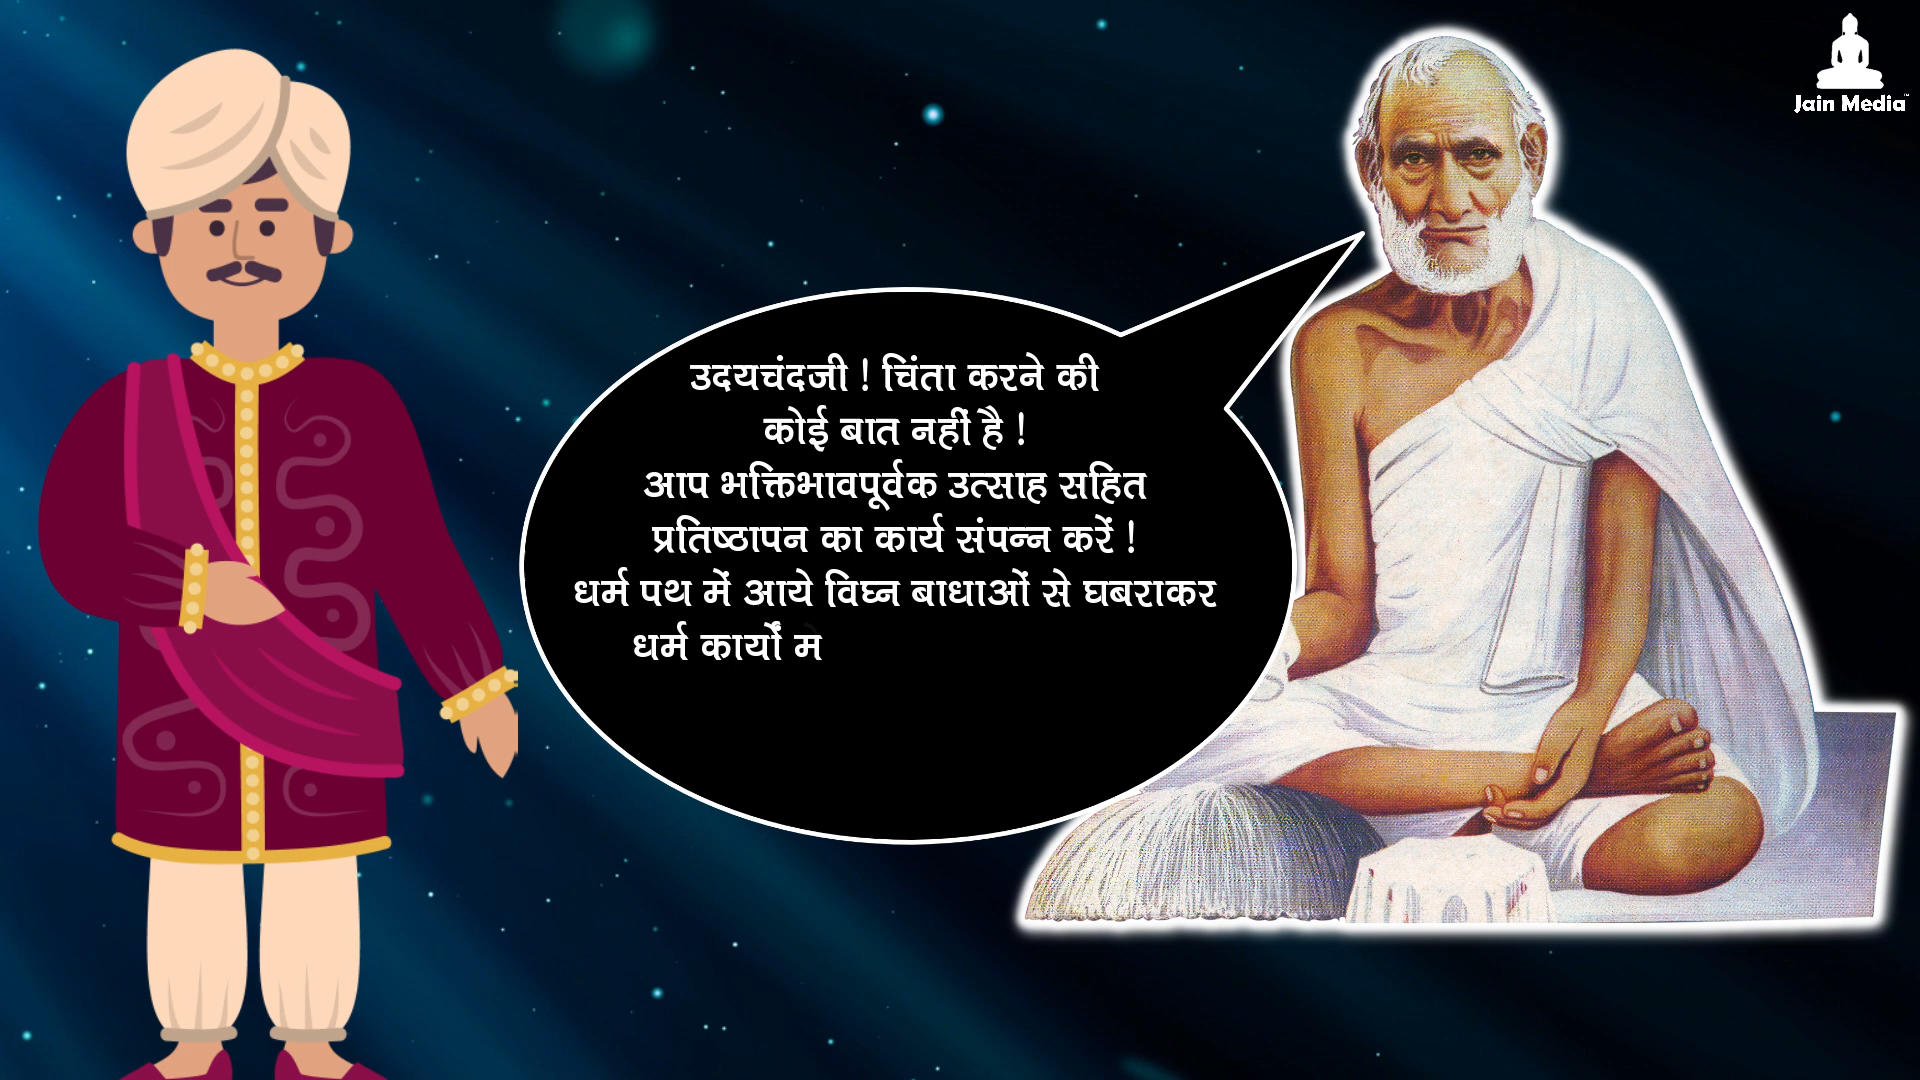 उदयचंदजी ! चिंता करने की
कोई बात नहीं है !
आप भक्तिभावपूर्वक उत्साह सहित
प्रतिष्ठापन का कार्य संपन्न करें !
धर्म पथ में आये विघ्न बाधाओं से घबराकर
धर्म कार्यों म
Jain Media™